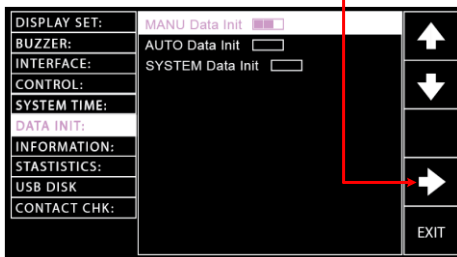 DISPLAY SET:
BUZZER:
INTERFACE:
CONTROL:
SYSTEM TIME:
DATA INIT:
INFORMATION:
STASTISTICS:
USB DISK
CONTACT CHK:
MANU Data Init
AUTO Data Init
SYSTEM Data Init
EXIT